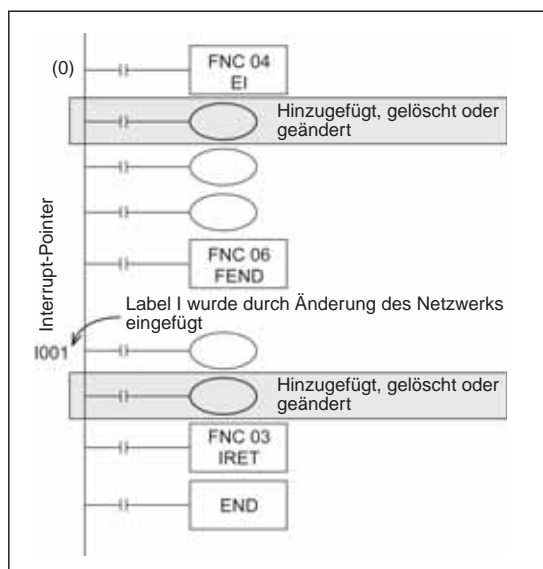 (0)
FNC 04
EI
Hinzugefügt, gelöscht oder
geändert
FNC 06
FEND
Interrupt-Pointer
Label I wurde durch Änderung des Netzwerks
eingefügt
I001
Hinzugefügt, gelöscht oder
geändert
FNC 03
IRET
END